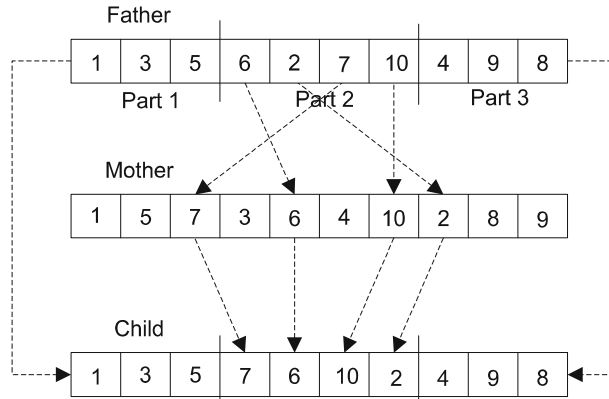 Father
1 3 5 6 2 7 10 4 9 8
Part 1 Part 2 Part 3
Mother
1 5 7 3 6 4 10 2 8 9
Child
1 3 5 7 6 10 2 4 9 8